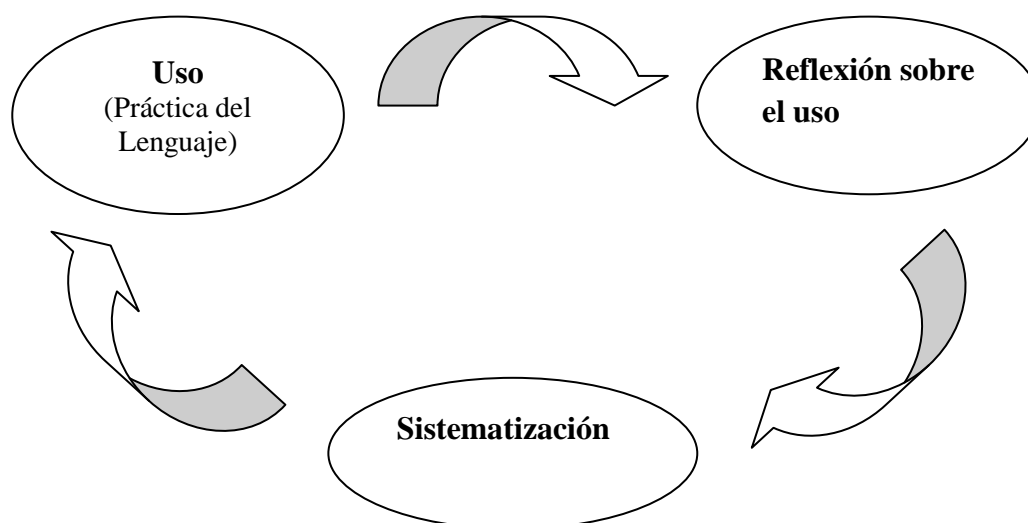 Uso
(Práctica del
Lenguaje)
Reflexión sobre
el uso
Sistematización